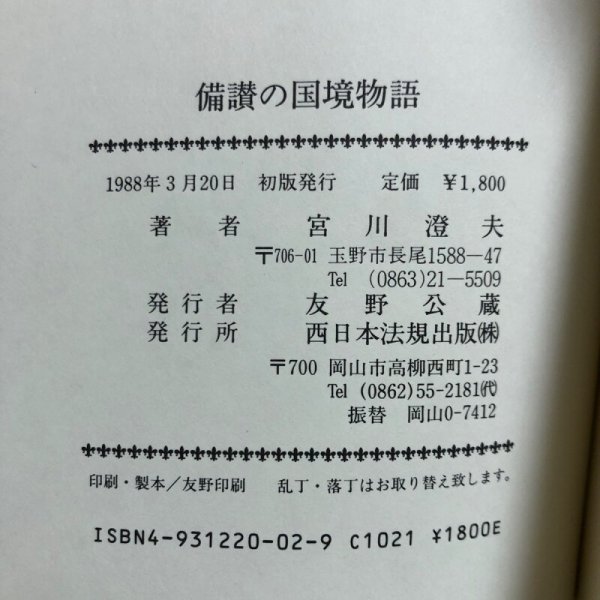 備讃の国境物語
1988年3月20日 初版発行 定価 ¥1,800
著者 宮川澄夫
〒706-01 玉野市長尾1588―47
Tel (0863)21―5509
発行者 友野公蔵
発行所 西日本法規出版㈱
〒700 岡山市高柳西町1-23
Tel (0862)55-2181㈹
振替 岡山0-7412
印刷・製本／友野印刷 乱丁・落丁はお取り替え致します。
ISBN4-931220-02-9 C1021 ¥1800E